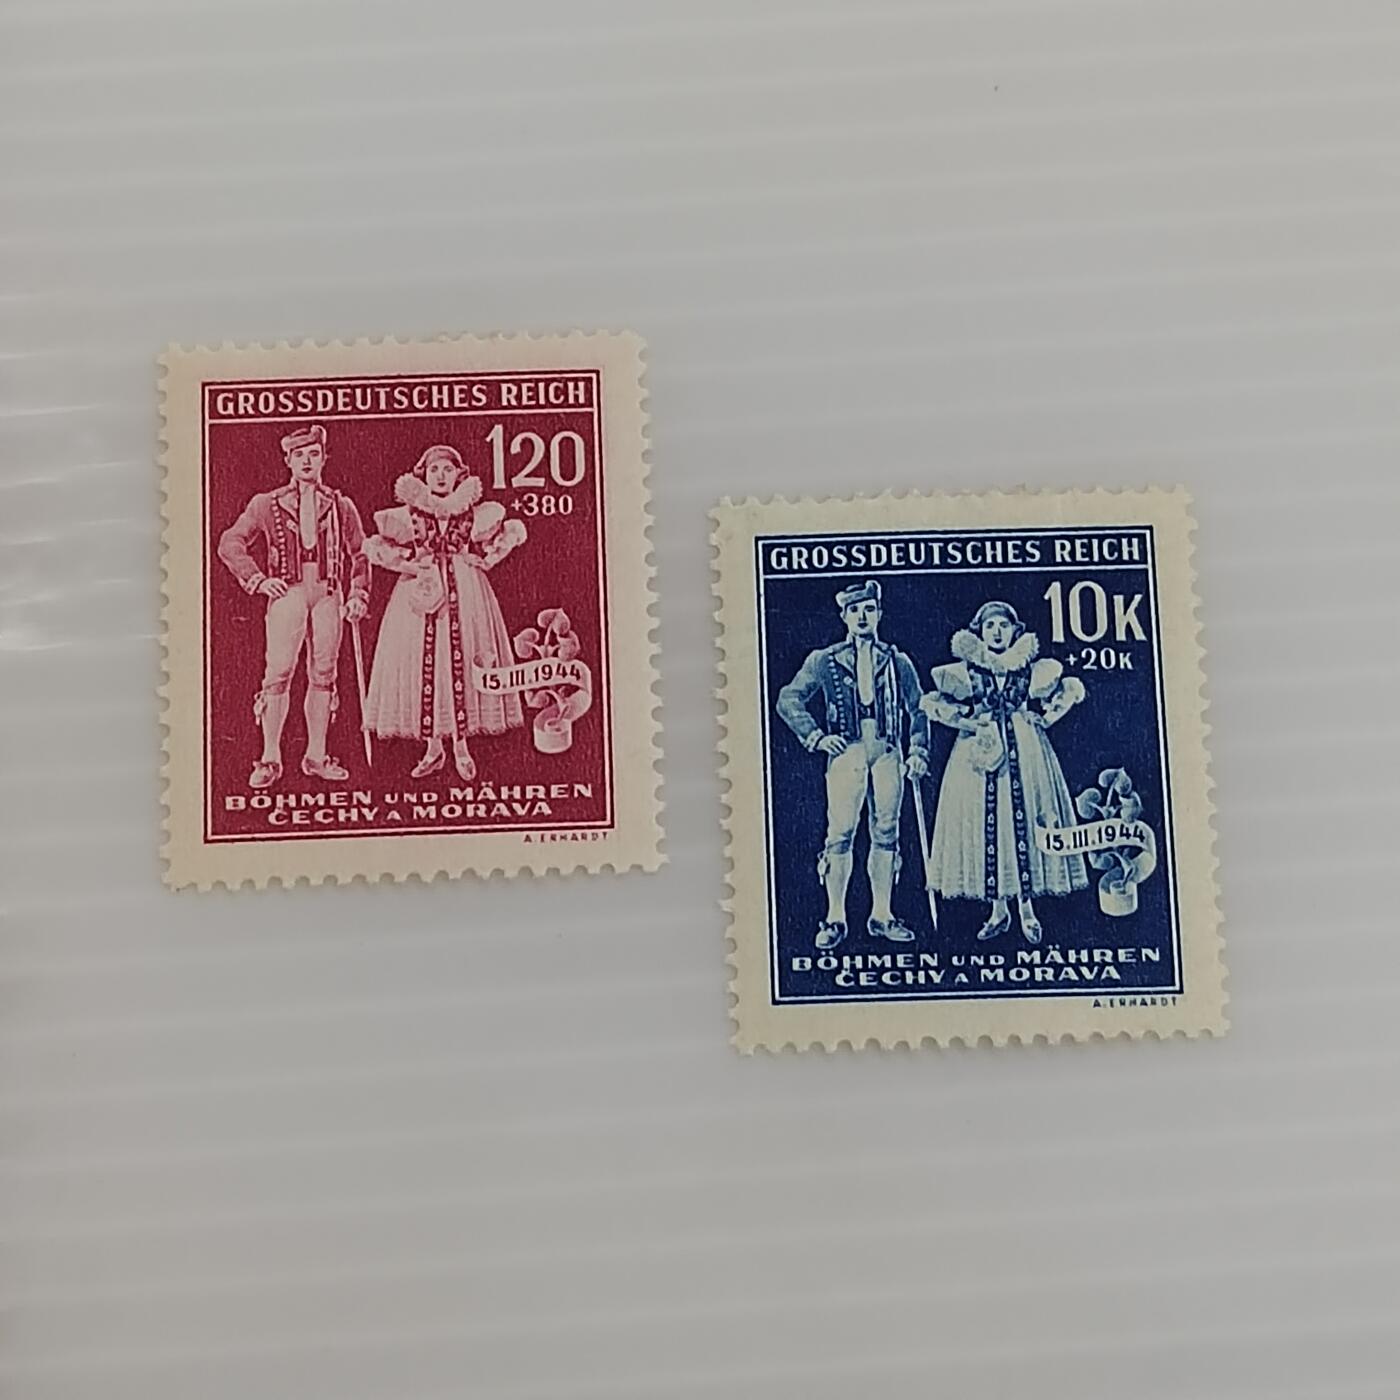 GROSSDEUTSCHES REICH
120
+380
15.III.1944
BÖHMEN UND MÄHREN
ČECHY A MORAVA
A. ERHARDT
GROSSDEUTSCHES REICH
10K
+20K
15.III.1944
BÖHMEN UND MÄHREN
ČECHY A MORAVA
A. ERHARDT